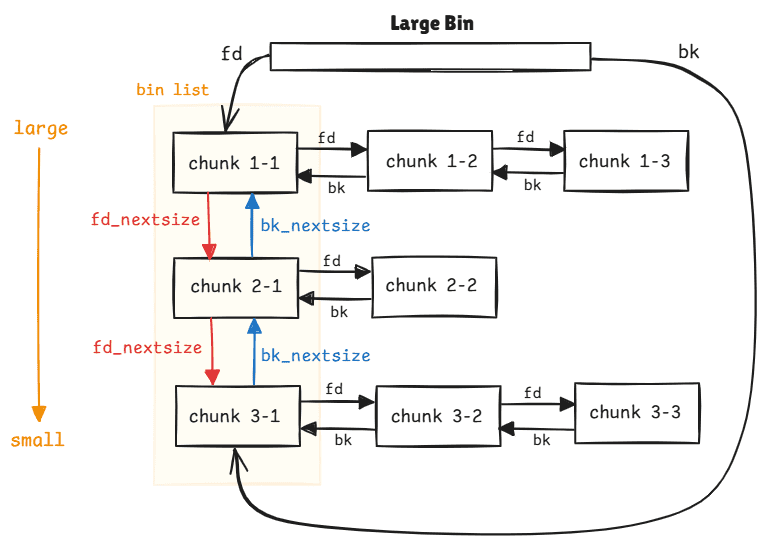 Large Bin
fd
bk
bin list
large
chunk 1-1
fd
bk
chunk 1-2
fd
bk
chunk 1-3
fd_nextsize
bk_nextsize
chunk 2-1
fd
bk
chunk 2-2
fd_nextsize
bk_nextsize
chunk 3-1
fd
bk
chunk 3-2
fd
bk
chunk 3-3
small